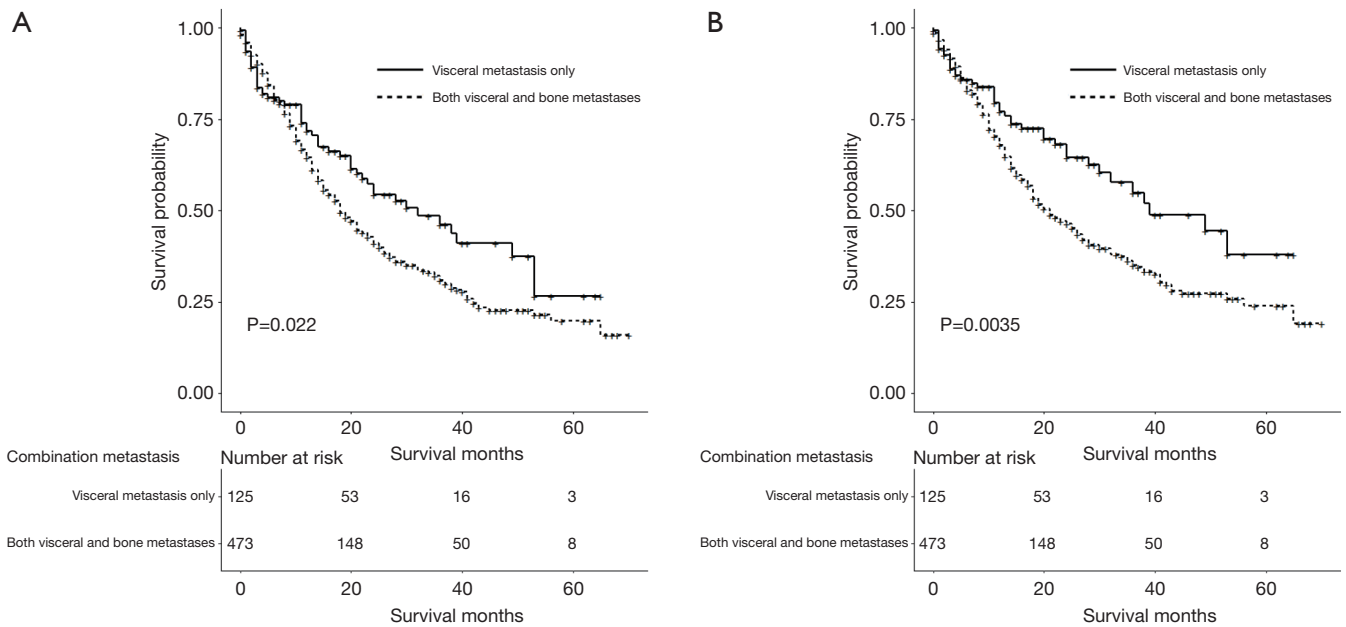 A
1.00
0.75
0.50
0.25
0.00
Survival probability
Visceral metastasis only
Both visceral and bone metastases
P=0.022
0 20 40 60
Survival months
Combination metastasis
Number at risk
Visceral metastasis only 125 53 16 3
Both visceral and bone metastases 473 148 50 8
0 20 40 60
Survival months
B
1.00
0.75
0.50
0.25
0.00
Survival probability
Visceral metastasis only
Both visceral and bone metastases
P=0.0035
0 20 40 60
Survival months
Combination metastasis
Number at risk
Visceral metastasis only 125 53 16 3
Both visceral and bone metastases 473 148 50 8
0 20 40 60
Survival months